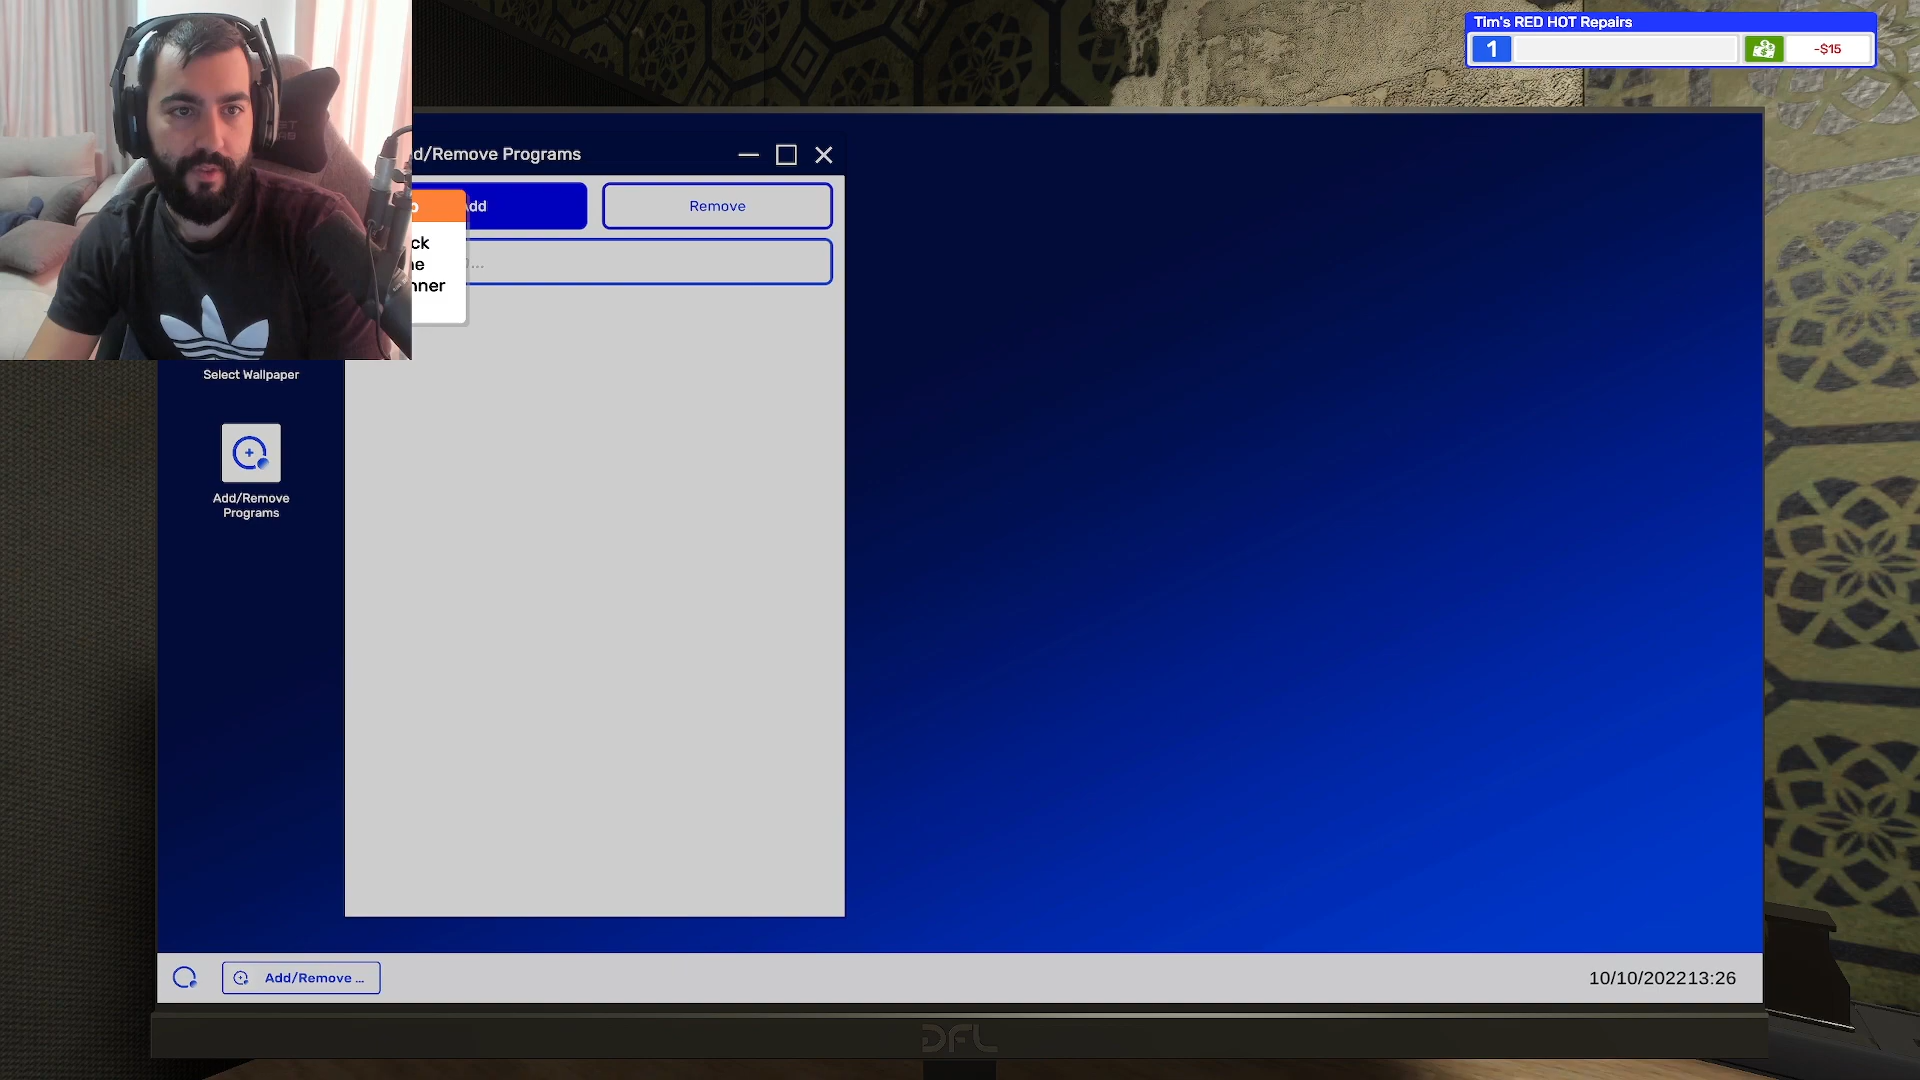 Tim's RED HOT Repairs
1
-$15
d/Remove Programs
dd
Remove
ck
e
nner
...
Select Wallpaper
Add/Remove
Programs
Add/Remove ...
10/10/202213:26
DFL